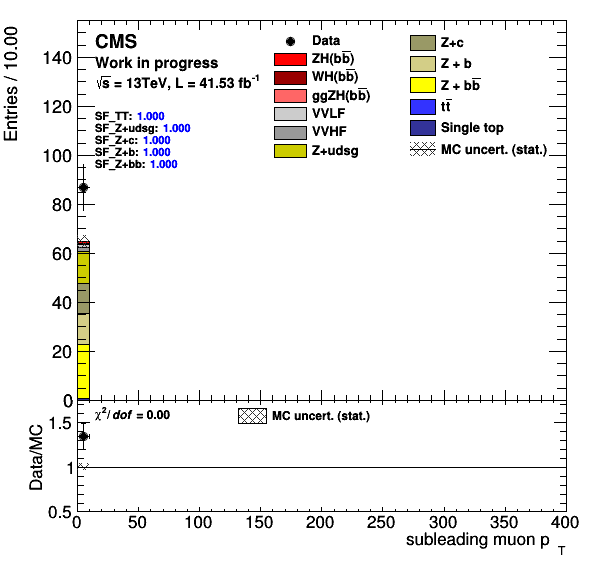 CMS
Work in progress
√s = 13TeV, L = 41.53 fb⁻¹
SF_TT: 1.000
SF_Z+udsg: 1.000
SF_Z+c: 1.000
SF_Z+b: 1.000
SF_Z+bb: 1.000
Data
ZH(bb̅)
WH(bb̅)
ggZH(bb̅)
VVLF
VVHF
Z+udsg
Z+c
Z + b
Z + bb̅
tt̅
Single top
MC uncert. (stat.)
Entries / 10.00
140
120
100
80
60
40
20
0
χ²/dof = 0.00
MC uncert. (stat.)
Data/MC
1.5
1
0.5
0 50 100 150 200 250 300 350 400
subleading muon p_T